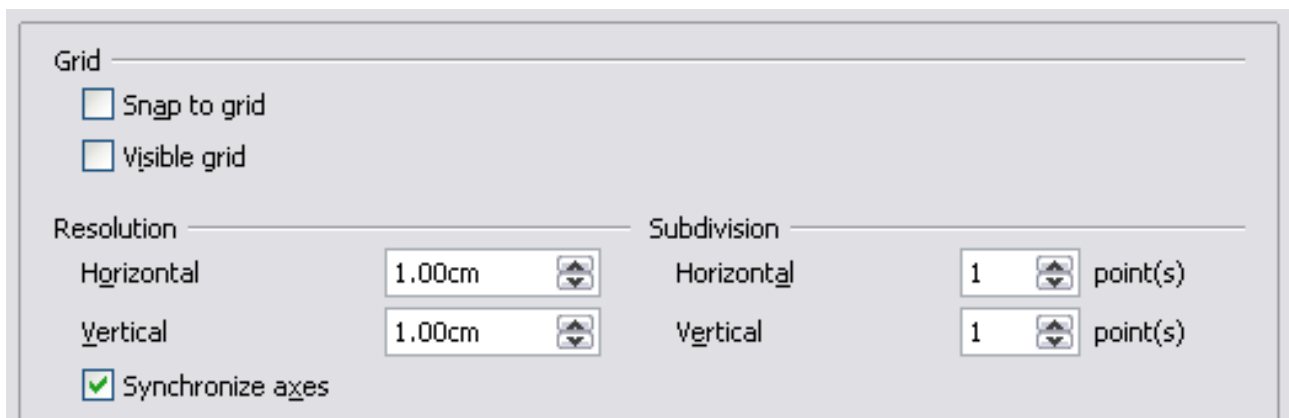 Grid
Snap to grid
Visible grid
Resolution
Horizontal 1.00cm
Vertical 1.00cm
Synchronize axes
Subdivision
Horizontal 1 point(s)
Vertical 1 point(s)